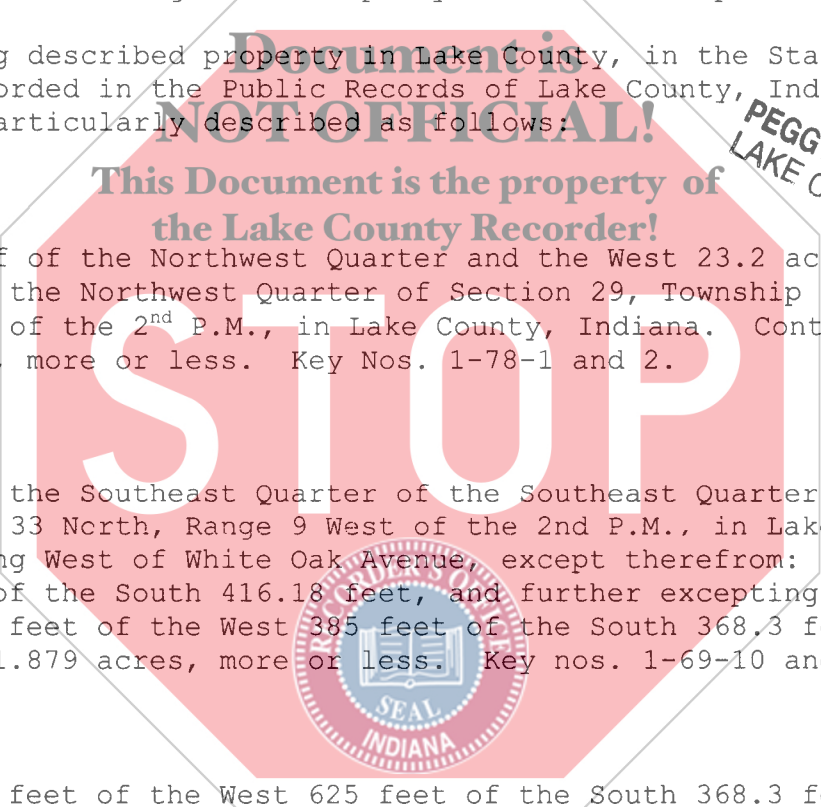 g described property in Lake County, in the Sta
orded in the Public Records of Lake County, Ind
articularly described as follows:
Document is
NOT OFFICIAL!
This Document is the property of
the Lake County Recorder!
PEGG
LAKE C
f of the Northwest Quarter and the West 23.2 ac
the Northwest Quarter of Section 29, Township
of the 2nd P.M., in Lake County, Indiana. Cont
more or less. Key Nos. 1-78-1 and 2.
STOP
the Southeast Quarter of the Southeast Quarter
33 North, Range 9 West of the 2nd P.M., in Lak
ng West of White Oak Avenue, except therefrom:
of the South 416.18 feet, and further excepting
feet of the West 385 feet of the South 368.3 f
1.879 acres, more or less. Key nos. 1-69-10 an
RECORDER'S OFFICE
SEAL
INDIANA
feet of the West 625 feet of the South 368.3 f